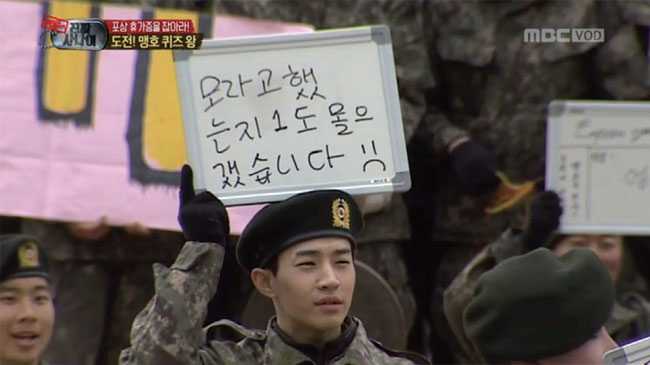 진짜
사나이
포상 휴가증을 잡아라!
도전! 맹호 퀴즈 왕
MBC VOD
모라고했
는지1도몰으
겠습니다 :(